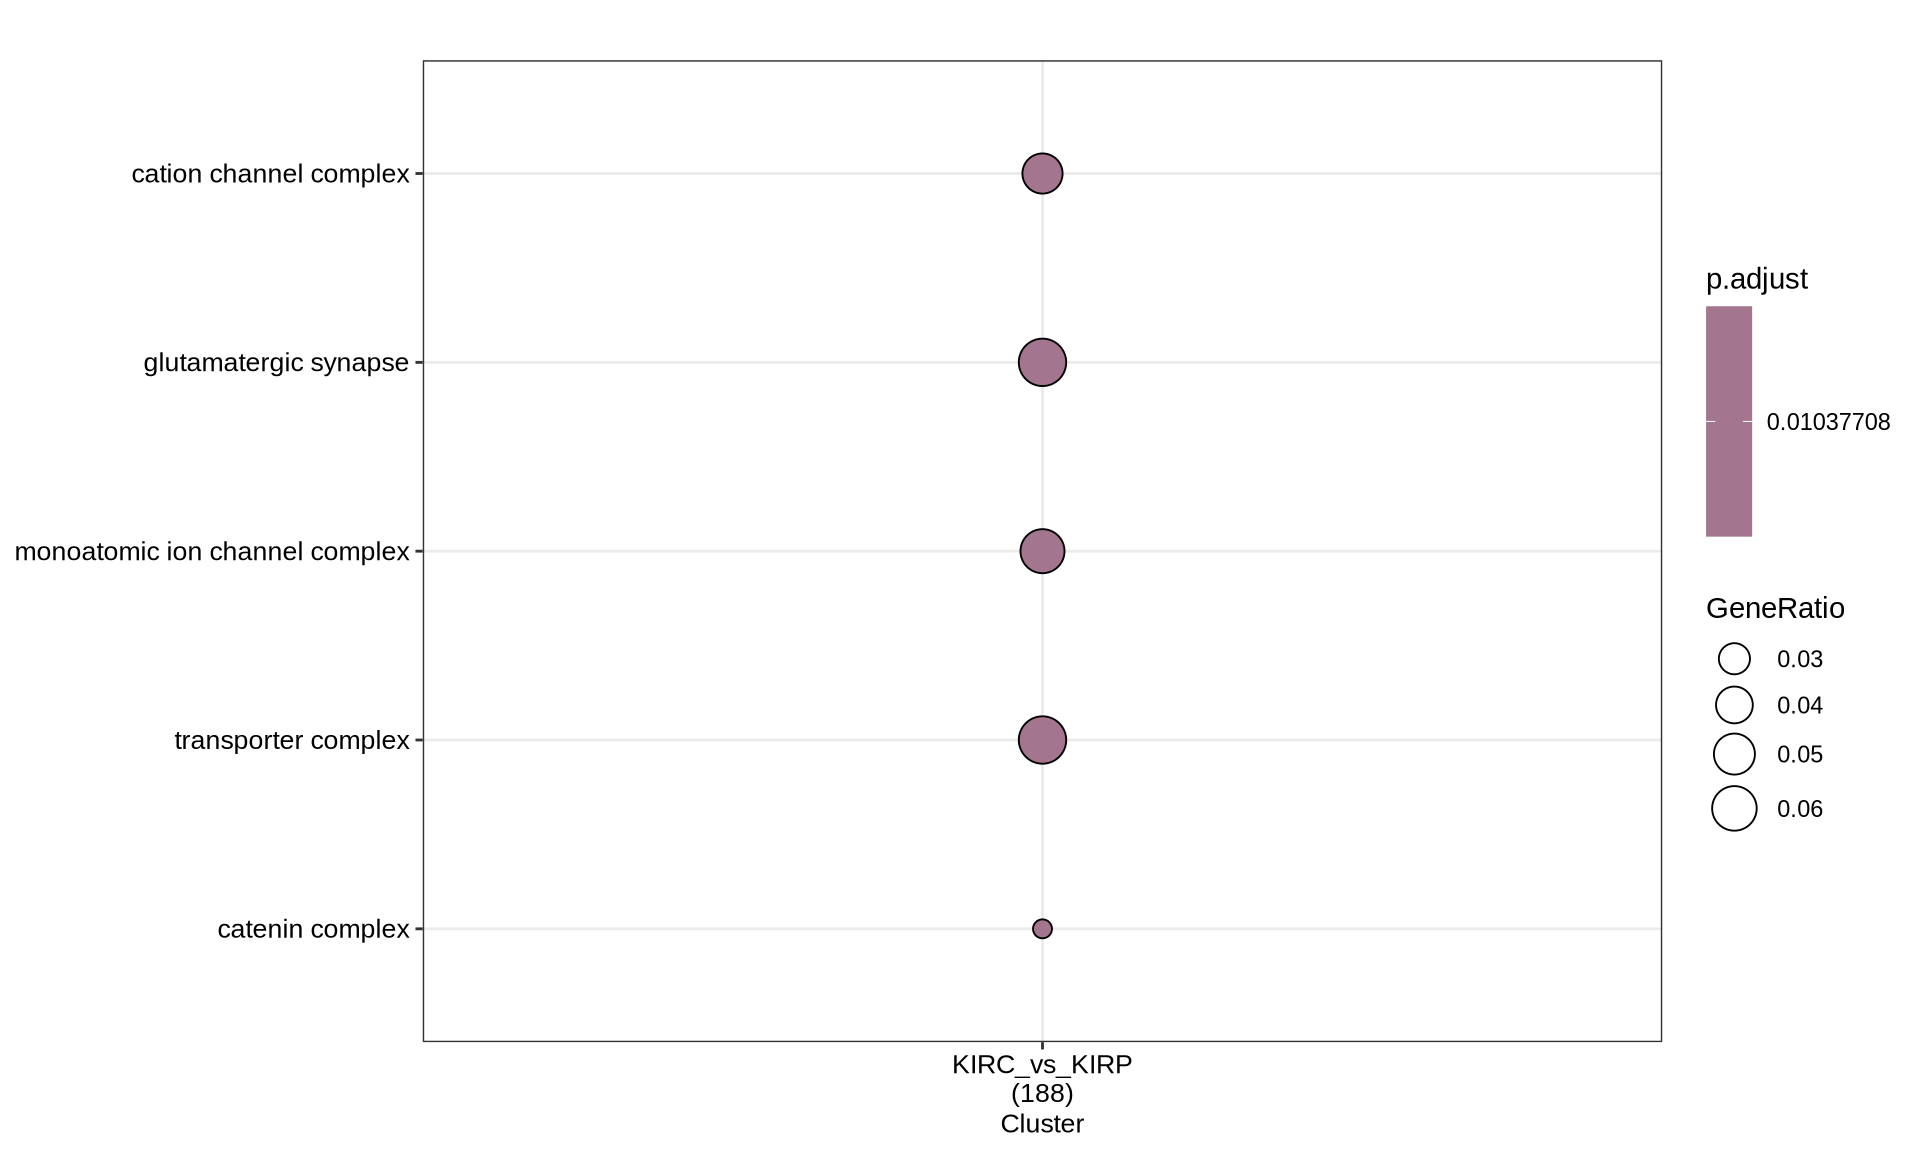 cation channel complex
glutamatergic synapse
monoatomic ion channel complex
transporter complex
catenin complex
KIRC_vs_KIRP
(188)
Cluster
p.adjust
0.01037708
GeneRatio
0.03
0.04
0.05
0.06